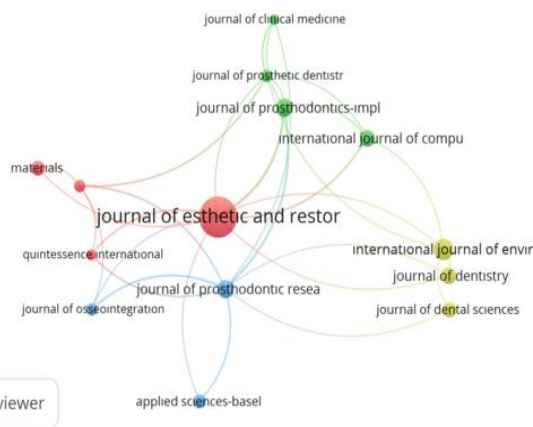 journal of clinical medicine
journal of prosthetic dentistr
journal of prosthodontics-impl
international journal of compu
materials
journal of esthetic and restor
quintessence international
international journal of envir
journal of dentistry
journal of prosthodontic resea
journal of osseointegration
journal of dental sciences
applied sciences-basel
viewer